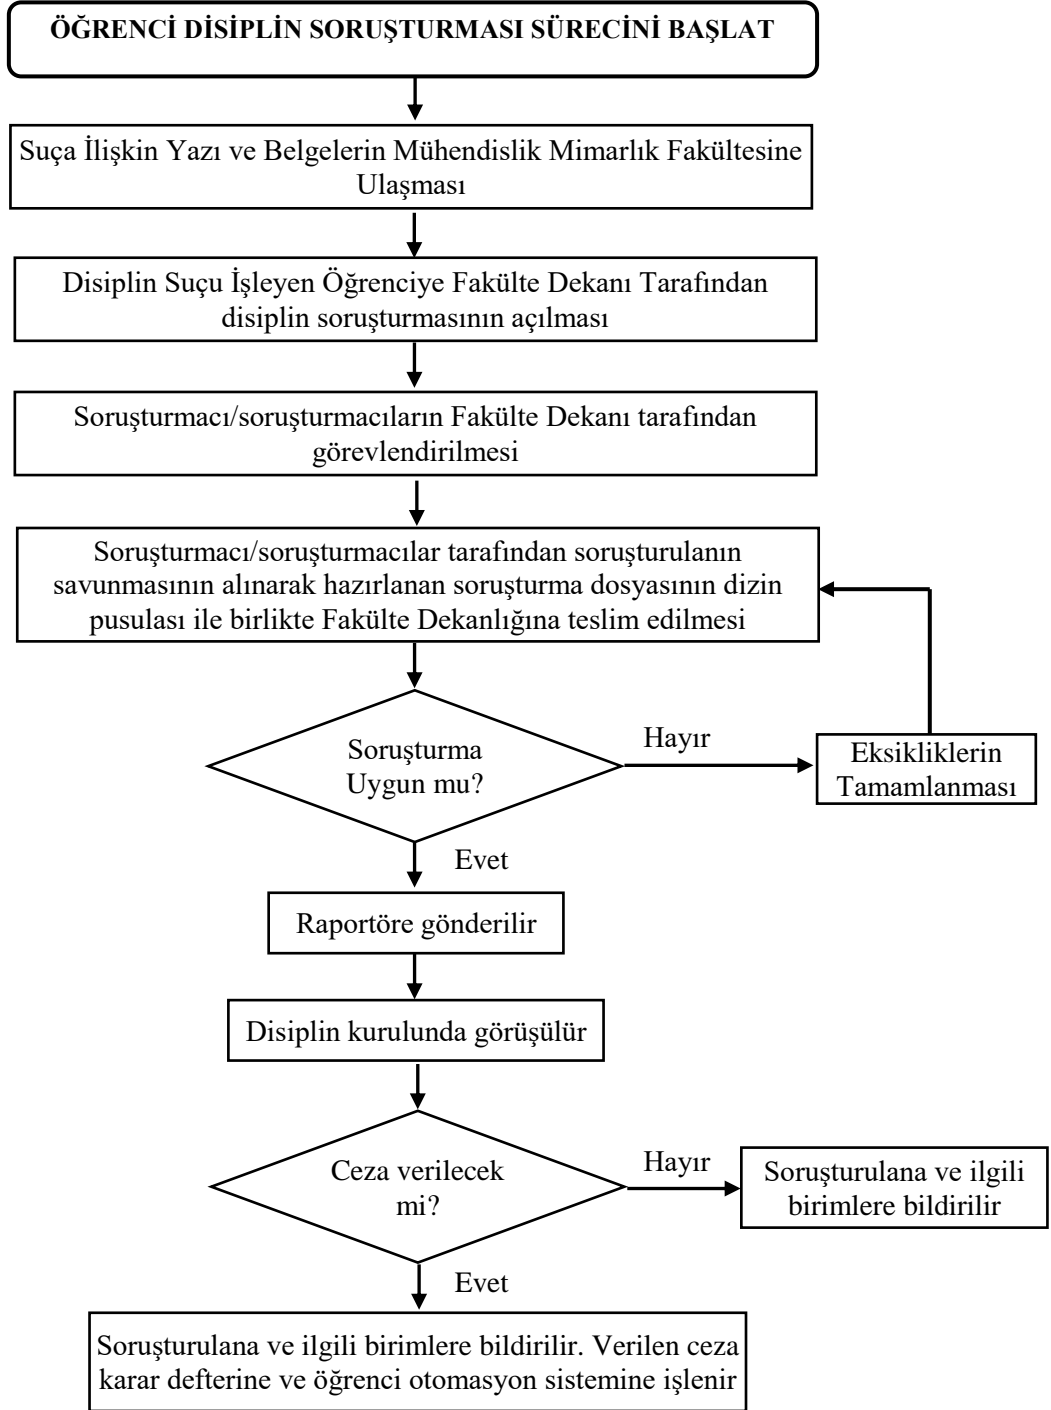 ÖĞRENCİ DISIPLİN SORUŞTURMASI SÜRECİNİ BAŞLAT
Suça İlişkin Yazı ve Belgelerin Mühendislik Mimarlık Fakültesine
Ulaşması
Disiplin Suçu İşleyen Öğrenciye Fakülte Dekanı Tarafından
disiplin soruşturmasının açılması
Soruşturmacı/soruşturmacıların Fakülte Dekanı tarafından
görevlendirilmesi
Soruşturmacı/soruşturmacılar tarafından soruşturulanın
savunmasının alınarak hazırlanan soruşturma dosyasının dizin
pusulası ile birlikte Fakülte Dekanlığına teslim edilmesi
Soruşturma
Uygun mu?
Hayır
Eksikliklerin
Tamamlanması
Evet
Raportöre gönderilir
Disiplin kurulunda görüşülür
Ceza verilecek
mi?
Hayır
Soruşturulana ve ilgili
birimlere bildirilir
Evet
Soruşturulana ve ilgili birimlere bildirilir. Verilen ceza
karar defterine ve öğrenci otomasyon sistemine işlenir